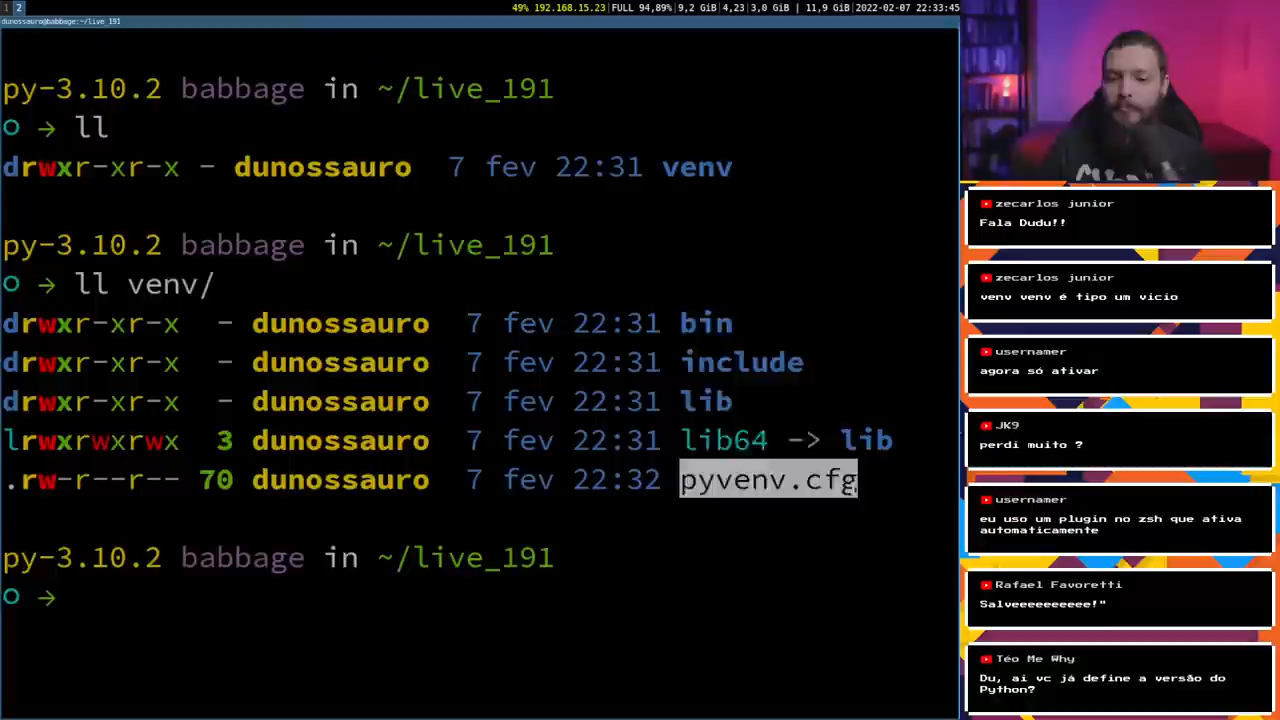 1 2
49% 192.168.15.23|FULL 94,89%|9,2 GiB|4,23|3,0 GiB | 11,9 GiB|2022-02-07 22:33:45
dunossauro@babbage:~/live_191
py-3.10.2 babbage in ~/live_191
○ → ll
drwxr-xr-x - dunossauro 7 fev 22:31 venv
py-3.10.2 babbage in ~/live_191
○ → ll venv/
drwxr-xr-x - dunossauro 7 fev 22:31 bin
drwxr-xr-x - dunossauro 7 fev 22:31 include
drwxr-xr-x - dunossauro 7 fev 22:31 lib
lrwxrwxrwx 3 dunossauro 7 fev 22:31 lib64 -> lib
.rw-r--r-- 70 dunossauro 7 fev 22:32 pyvenv.cfg
py-3.10.2 babbage in ~/live_191
○ →
zecarlos junior
Fala Dudu!!
zecarlos junior
venv venv é tipo um vicio
usernamer
agora só ativar
JK9
perdi muito ?
usernamer
eu uso um plugin no zsh que ativa
automaticamente
Rafael Favoretti
Salveeeeeeeeee!"
Téo Me Why
Du, ai vc já define a versão do
Python?